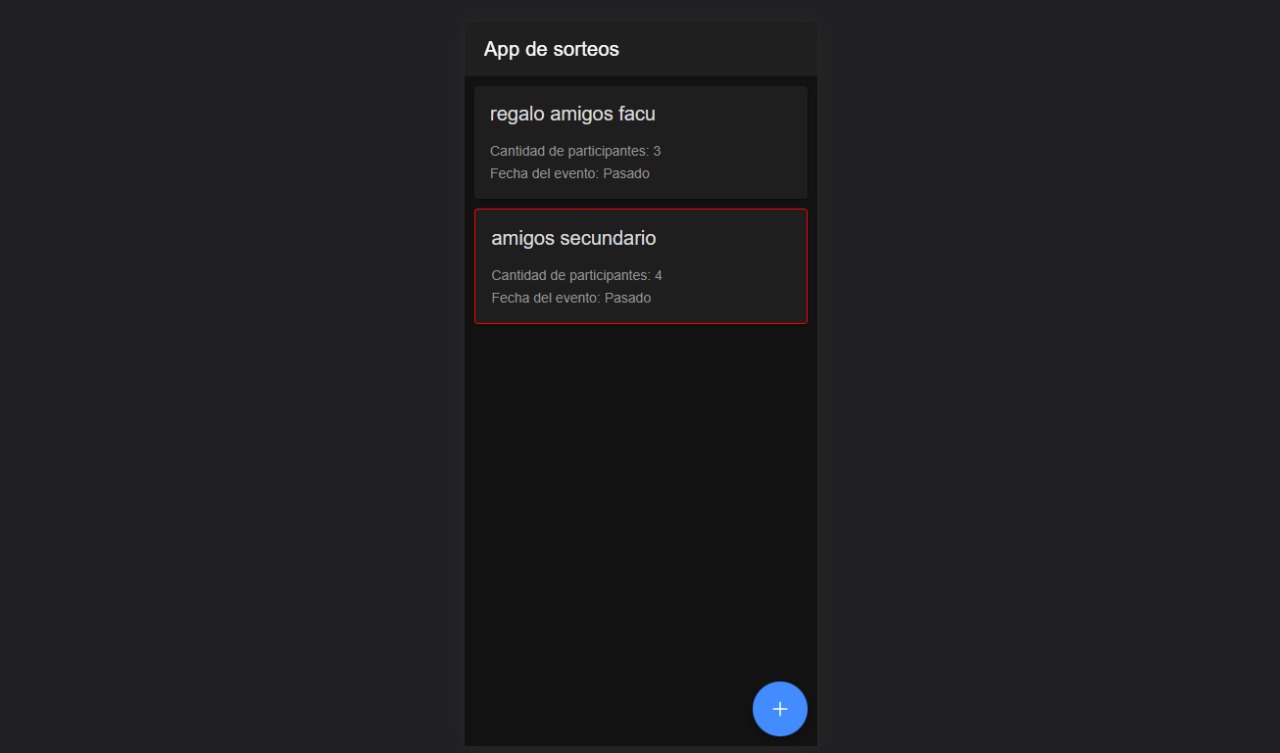 App de sorteos
regalo amigos facu
Cantidad de participantes: 3
Fecha del evento: Pasado
amigos secundario
Cantidad de participantes: 4
Fecha del evento: Pasado